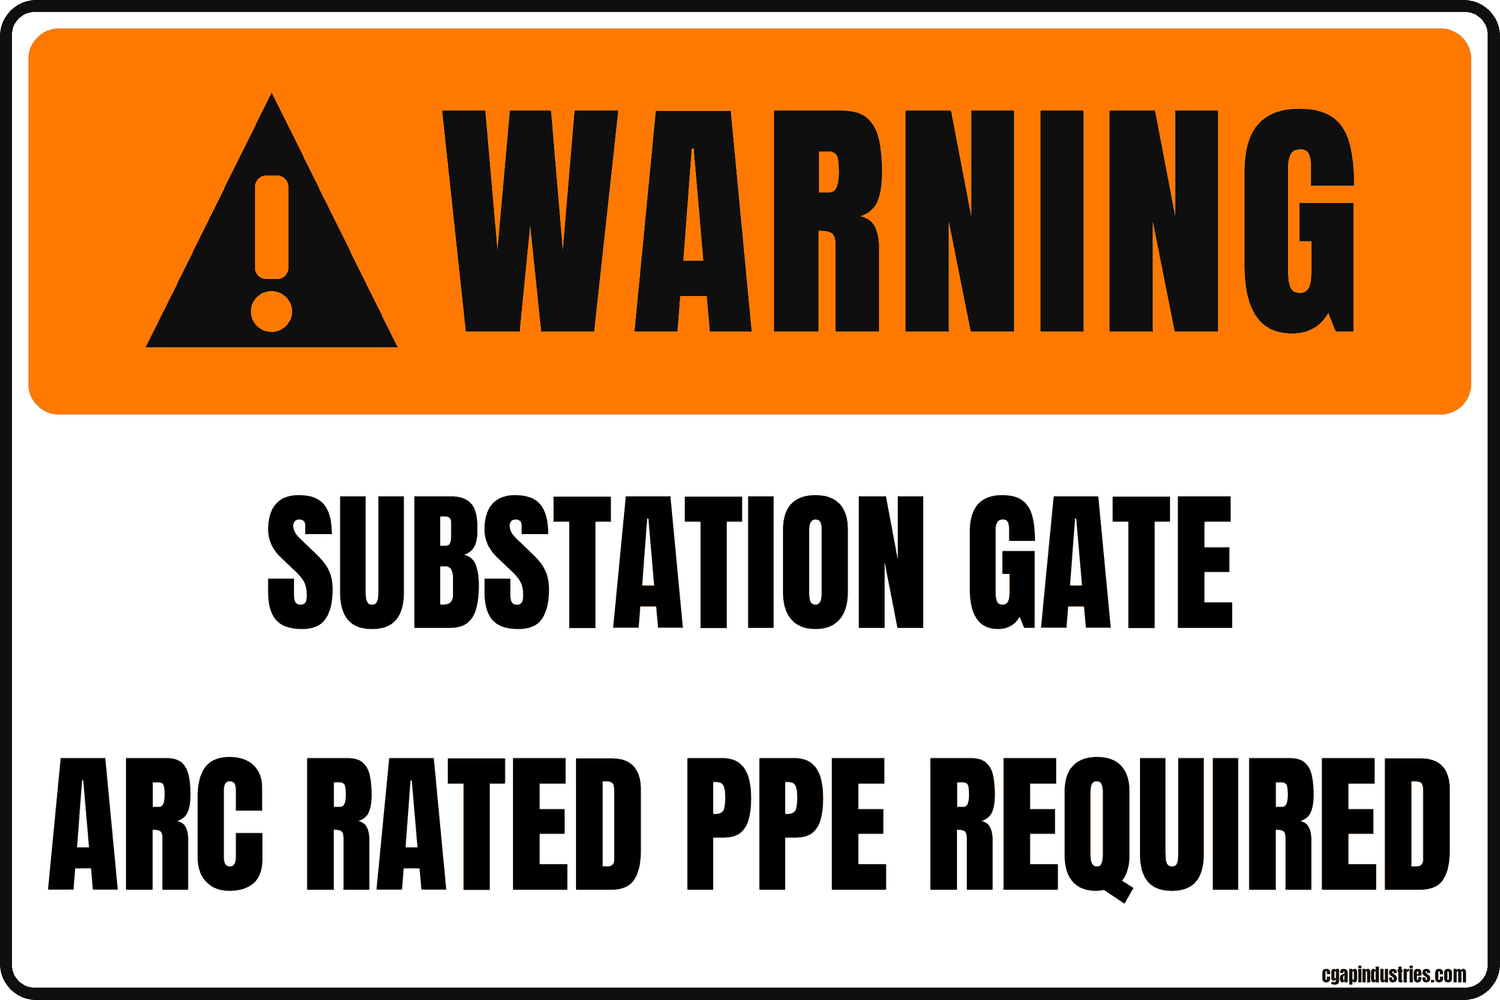 WARNING
SUBSTATION GATE
ARC RATED PPE REQUIRED
cgapindustries.com